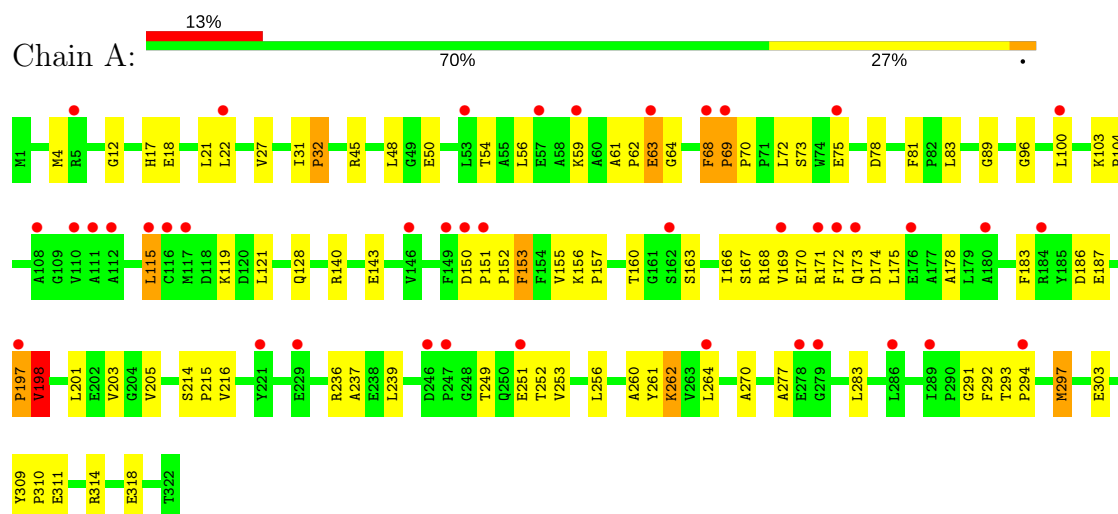 13%
Chain A:
70% 27% •
M1 M4 R5 G12 H17 E18 L21 L22 V27 I31 P32 R45 L48 G49 E50 L53 T54 A55 L56 E57 A58 K59 A60 A61 P62 E63 G64 F68 P69 P70 P71 L72 S73 W74 E75 D78 F81 P82 L83 G89 G96 L100 K103
A108 G109 V110 A111 A112 L115 C116 M117 D118 K119 D120 L121 Q128 R140 E143 V146 F149 D150 P151 P152 F153 F154 V155 K156 P157 T160 G161 S162 S163 I166 S167 R168 V169 E170 R171 F172 Q173 D174 L175 E176 A177 A178 L179 A180 F183 R184 Y185 D186 E187
P197 V198 L201 E202 V203 G204 V205 S214 P215 V216 Y221 E229 R236 A237 E238 L239 D246 P247 G248 T249 Q250 E251 T252 V253 L256 A260 Y261 K262 V263 L264 A270 A277 E278 G279 L283 L286 I289 P290 G291 F292 T293 P294 M297 E303
Y309 P310 E311 R314 E318 T322